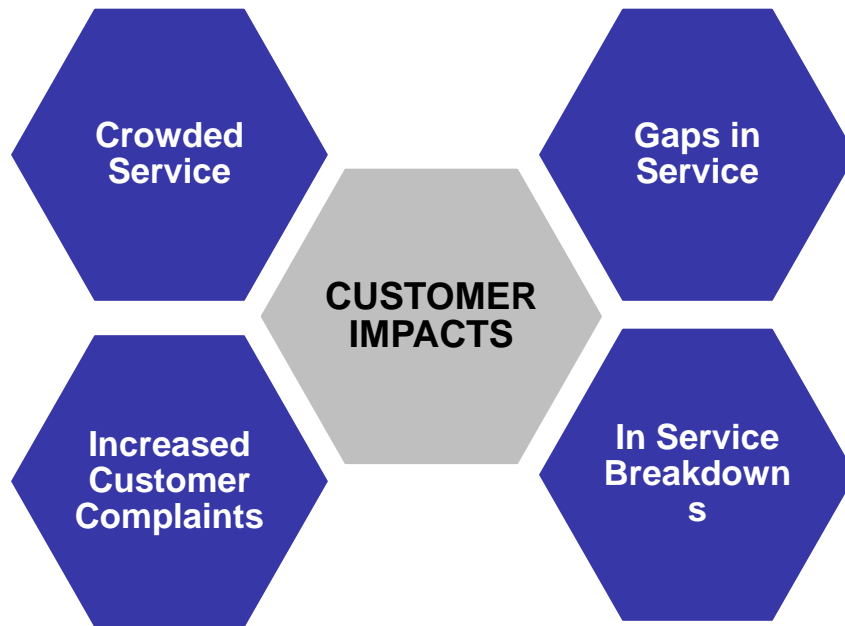 Crowded
Service
Gaps in
Service
CUSTOMER
IMPACTS
Increased
Customer
Complaints
In Service
Breakdown
s